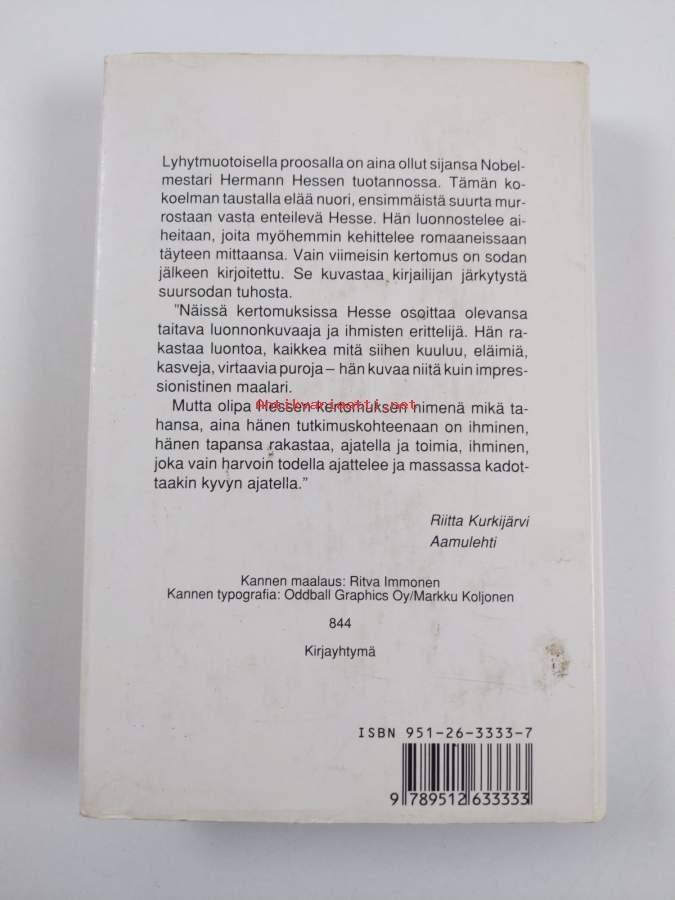 Lyhytmuotoisella proosalla on aina ollut sijansa Nobel-
mestari Hermann Hessen tuotannossa. Tämän ko-
koelman taustalla elää nuori, ensimmäistä suurta mur-
rostaan vasta enteilevä Hesse. Hän luonnostelee ai-
heitaan, joita myöhemmin kehittelee romaaneissaan
täyteen mittaansa. Vain viimeisin kertomus on sodan
jälkeen kirjoitettu. Se kuvastaa kirjailijan järkytystä
suursodan tuhosta.
"Näissä kertomuksissa Hesse osoittaa olevansa
taitava luonnonkuvaaja ja ihmisten erittelijä. Hän ra-
kastaa luontoa, kaikkea mitä siihen kuuluu, eläimiä,
kasveja, virtaavia puroja – hän kuvaa niitä kuin impres-
sionistinen maalari.
Mutta olipa Hessen kertomuksen nimenä mikä ta-
hansa, aina hänen tutkimuskohteenaan on ihminen,
hänen tapansa rakastaa, ajatella ja toimia, ihminen,
joka vain harvoin todella ajattelee ja massassa kadot-
taakin kyvyn ajatella."
Riitta Kurkijärvi
Aamulehti
Kannen maalaus: Ritva Immonen
Kannen typografia: Oddball Graphics Oy/Markku Koljonen
844
Kirjayhtymä
ISBN 951-26-3333-7
9 789512 633333